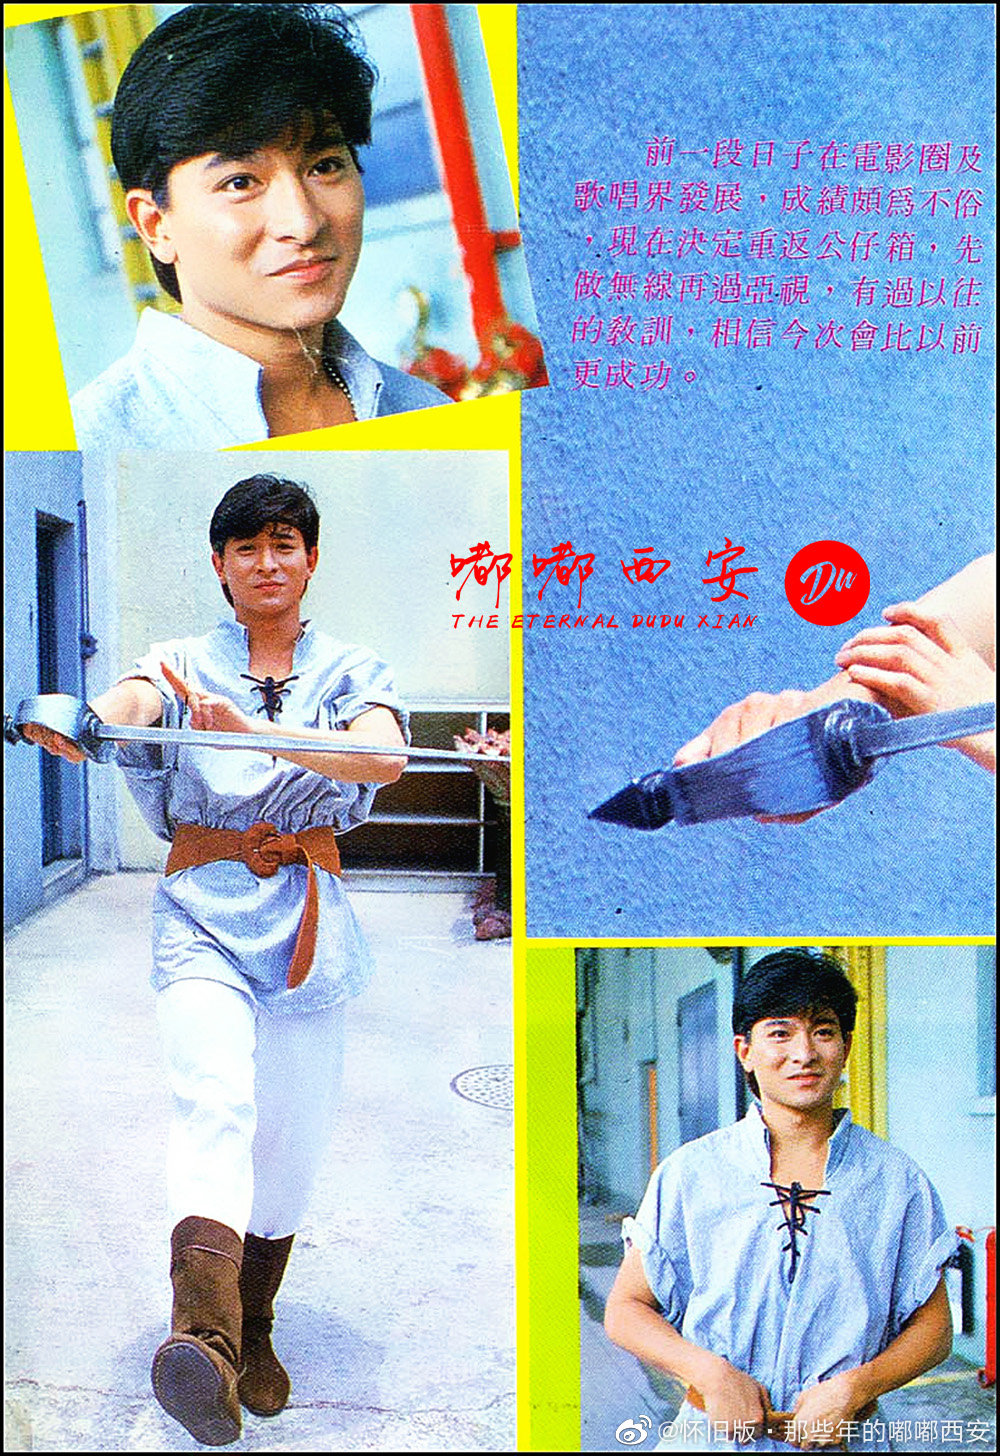 前一段日子在電影圈及
歌唱界發展，成績頗為不俗
，現在決定重返公仔箱，先
做無線再過亞視，有過以往
的教訓，相信今次會比以前
更成功。
嘟嘟西安
Du
THE ETERNAL DUDU XIAN
@怀旧版·那些年的嘟嘟西安